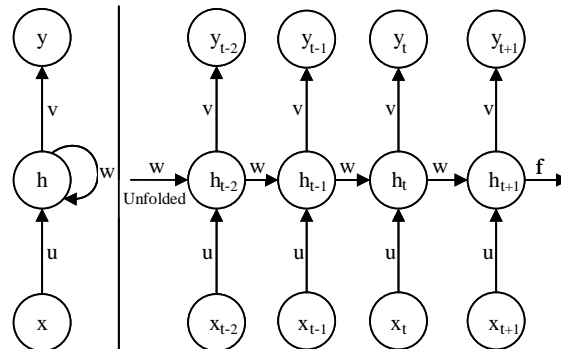 y y_{t-2} y_{t-1} y_t y_{t+1}
v v v v v
h w w h_{t-2} w h_{t-1} w h_t w h_{t+1} f
Unfolded
u u u u u
x x_{t-2} x_{t-1} x_t x_{t+1}